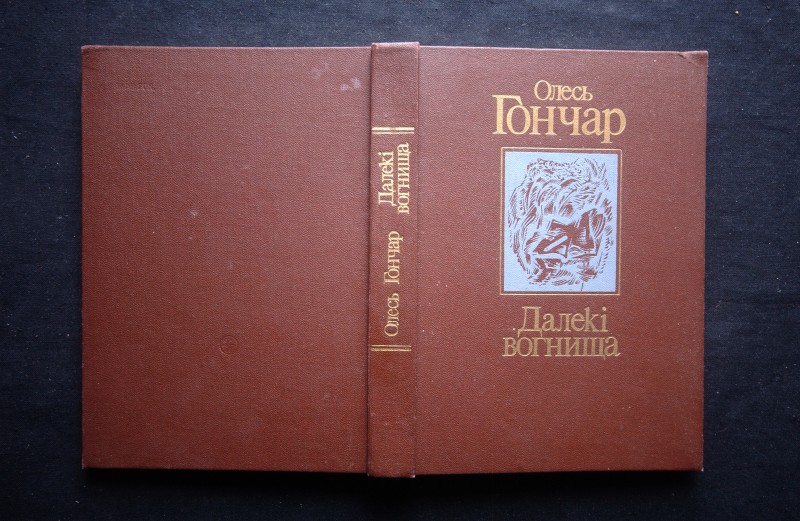 Олесь
Гончар
Далекі
вогнища
Олесь Гончар
Далекі
вогнища